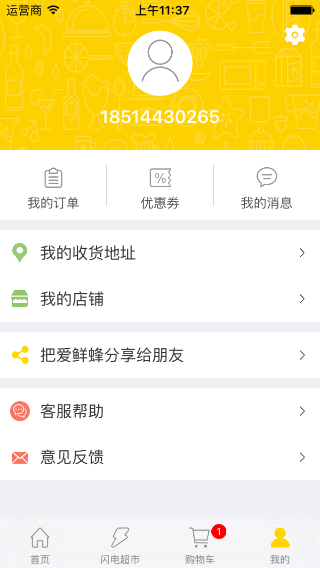 运营商 上午11:37
18514430265
我的订单 优惠券 我的消息
我的收货地址
我的店铺
把爱鲜蜂分享给朋友
客服帮助
意见反馈
1
首页 闪电超市 购物车 我的